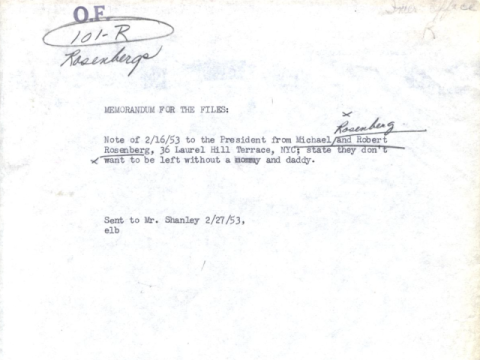 O.F.
101-R
Rosenbergs
MEMORANDUM FOR THE FILES:
x
Rosenberg
Note of 2/16/53 to the President from Michael/and Robert
Rosenberg, 36 Laurel Hill Terrace, NYC; state they don't
x want to be left without a mommy and daddy.
Sent to Mr. Shanley 2/27/53,
elb